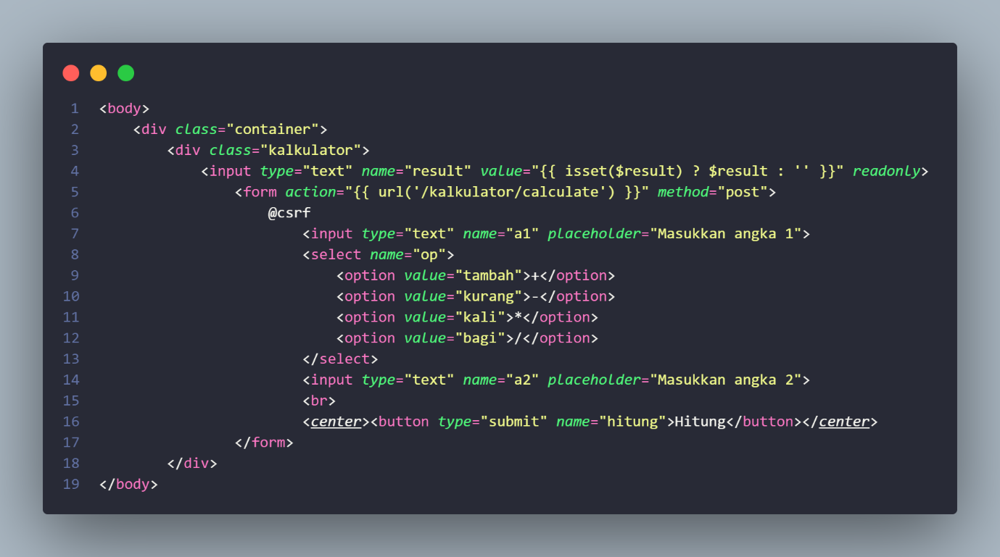 1 <body>
2     <div class="container">
3         <div class="kalkulator">
4             <input type="text" name="result" value="{{ isset($result) ? $result : '' }}" readonly>
5                 <form action="{{ url('/kalkulator/calculate') }}" method="post">
6                     @csrf
7                         <input type="text" name="a1" placeholder="Masukkan angka 1">
8                         <select name="op">
9                             <option value="tambah">+</option>
10                             <option value="kurang">-</option>
11                             <option value="kali">*</option>
12                             <option value="bagi">/</option>
13                         </select>
14                         <input type="text" name="a2" placeholder="Masukkan angka 2">
15                         <br>
16                         <center><button type="submit" name="hitung">Hitung</button></center>
17                 </form>
18         </div>
19 </body>